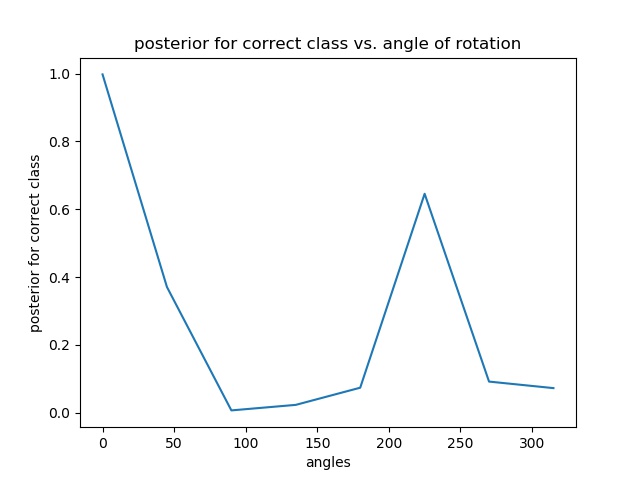 posterior for correct class vs. angle of rotation
posterior for correct class
1.0
0.8
0.6
0.4
0.2
0.0
0 50 100 150 200 250 300
angles